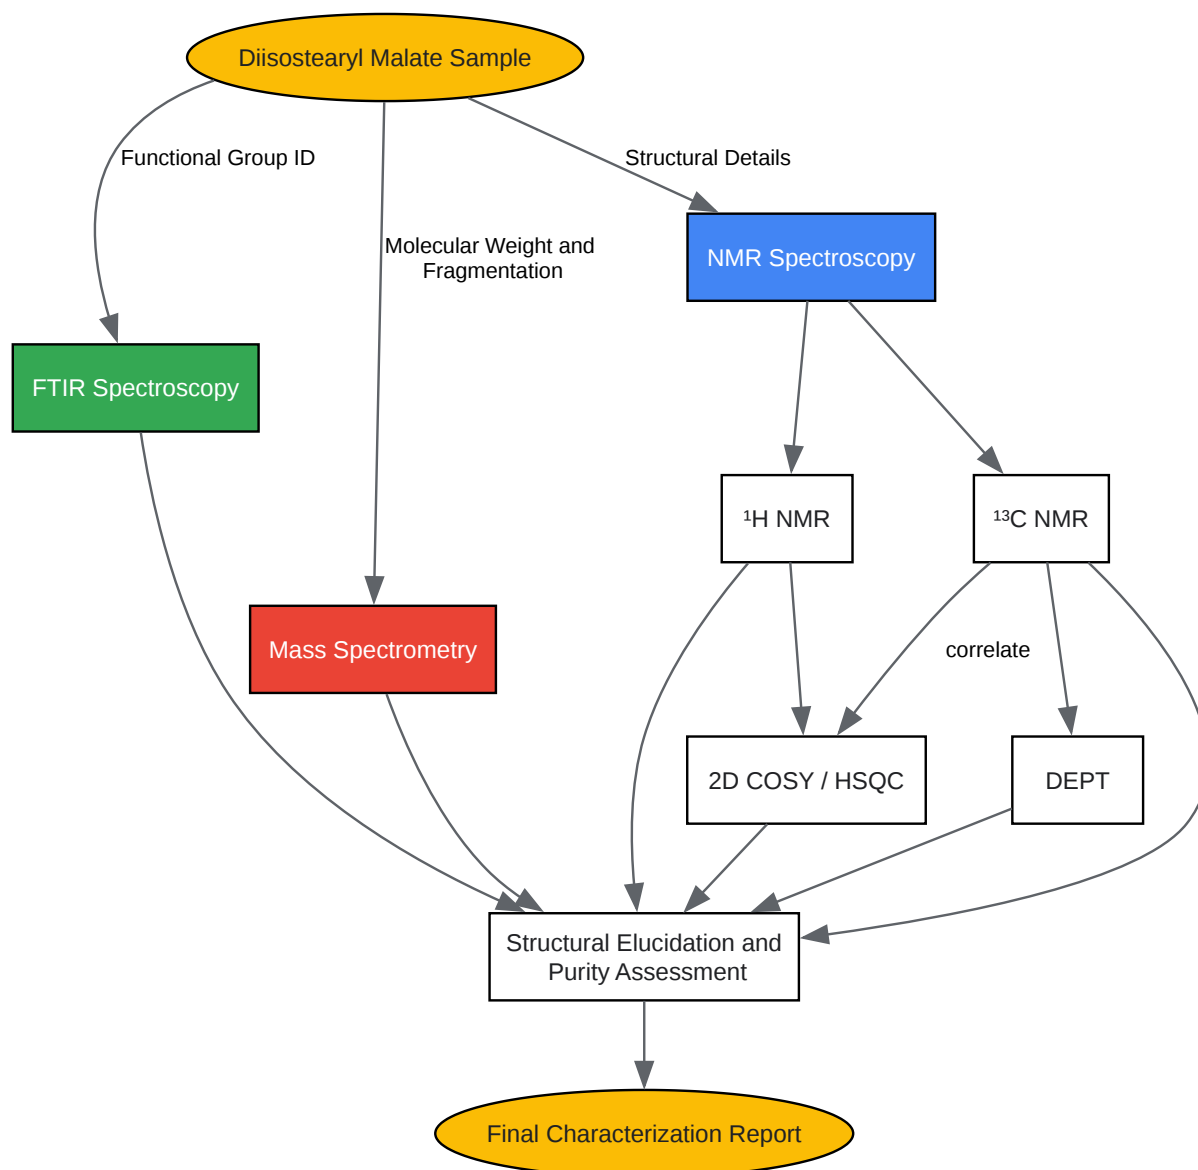 Diisostearyl Malate Sample
Functional Group ID
Structural Details
Molecular Weight and
Fragmentation
NMR Spectroscopy
FTIR Spectroscopy
¹H NMR
¹³C NMR
Mass Spectrometry
correlate
2D COSY / HSQC
DEPT
Structural Elucidation and
Purity Assessment
Final Characterization Report